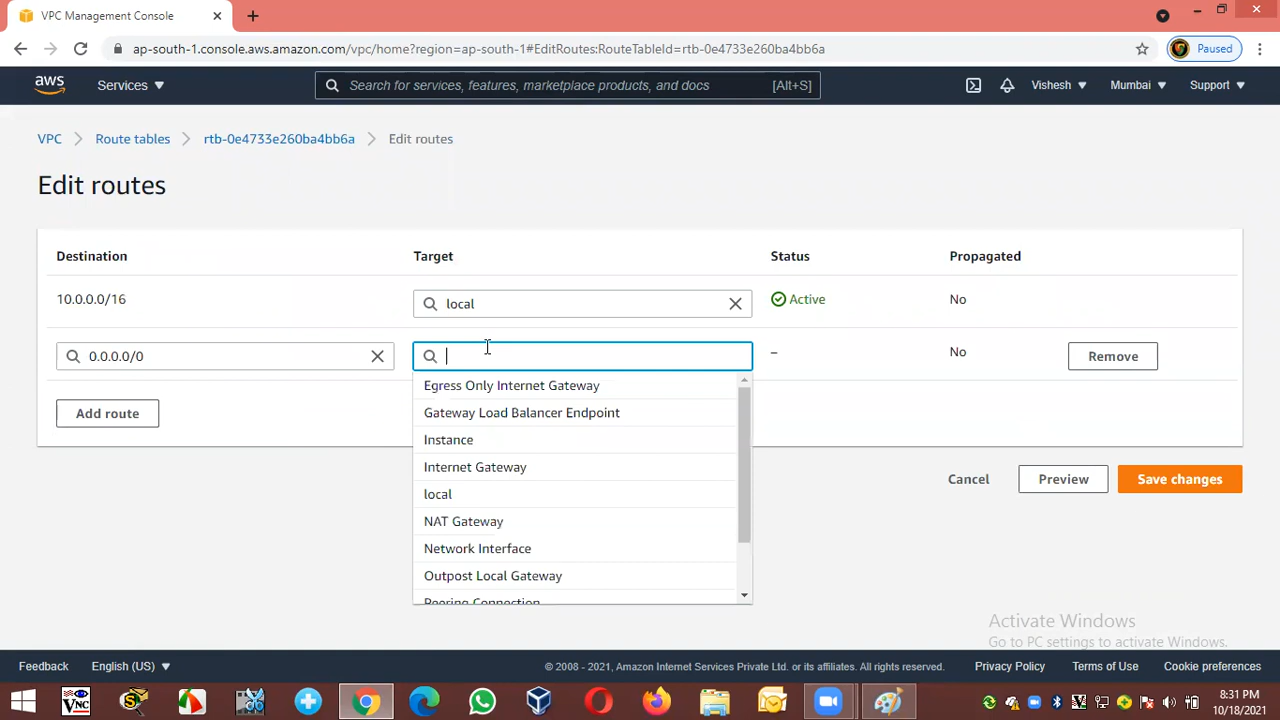 VPC Management Console
ap-south-1.console.aws.amazon.com/vpc/home?region=ap-south-1#EditRoutes:RouteTableId=rtb-0e4733e260ba4bb6a
Paused
aws
Services
Search for services, features, marketplace products, and docs
[Alt+S]
Vishesh
Mumbai
Support
VPC
Route tables
rtb-0e4733e260ba4bb6a
Edit routes
Edit routes
Destination
Target
Status
Propagated
10.0.0.0/16
local
Active
No
0.0.0.0/0
–
No
Remove
Egress Only Internet Gateway
Gateway Load Balancer Endpoint
Instance
Internet Gateway
local
NAT Gateway
Network Interface
Outpost Local Gateway
Peering Connection
Add route
Cancel
Preview
Save changes
Activate Windows
Go to PC settings to activate Windows.
Feedback
English (US)
© 2008 - 2021, Amazon Internet Services Private Ltd. or its affiliates. All rights reserved.
Privacy Policy
Terms of Use
Cookie preferences
VNC
8:31 PM
10/18/2021